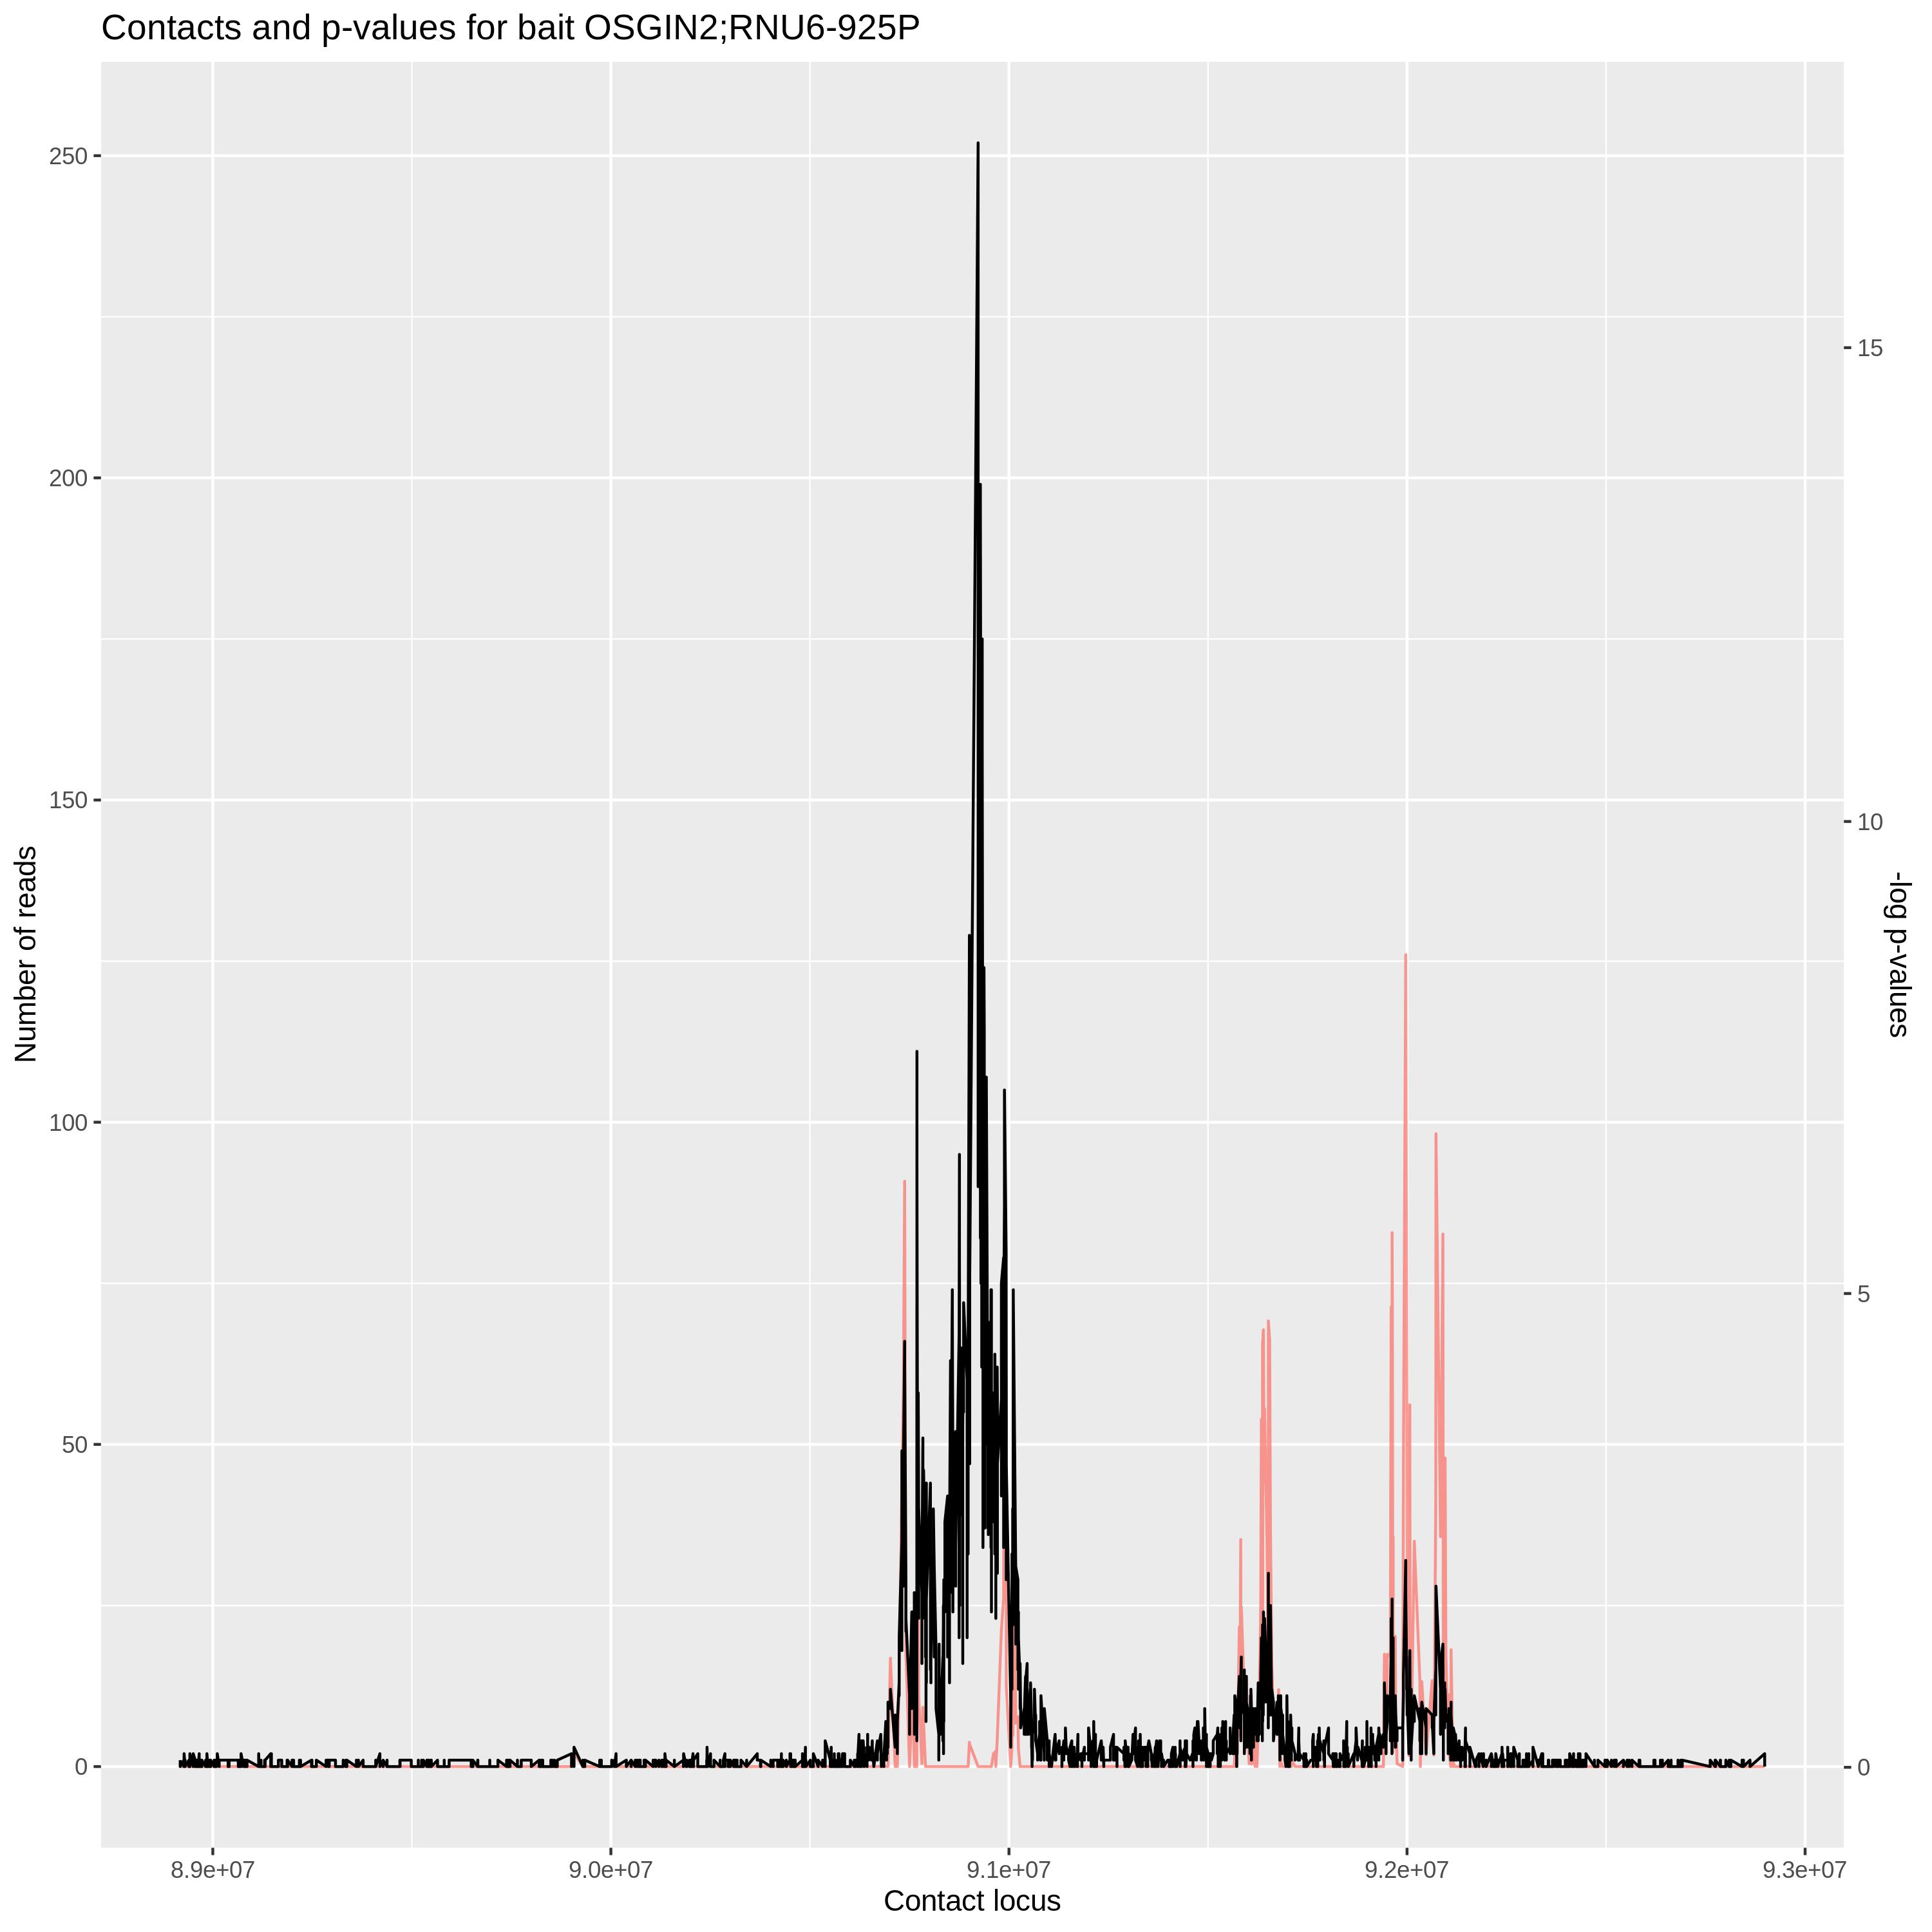 Contacts and p-values for bait OSGIN2;RNU6-925P
250
200
150
100
50
0
Number of reads
15
10
5
0
-log p-values
8.9e+07 9.0e+07 9.1e+07 9.2e+07 9.3e+07
Contact locus